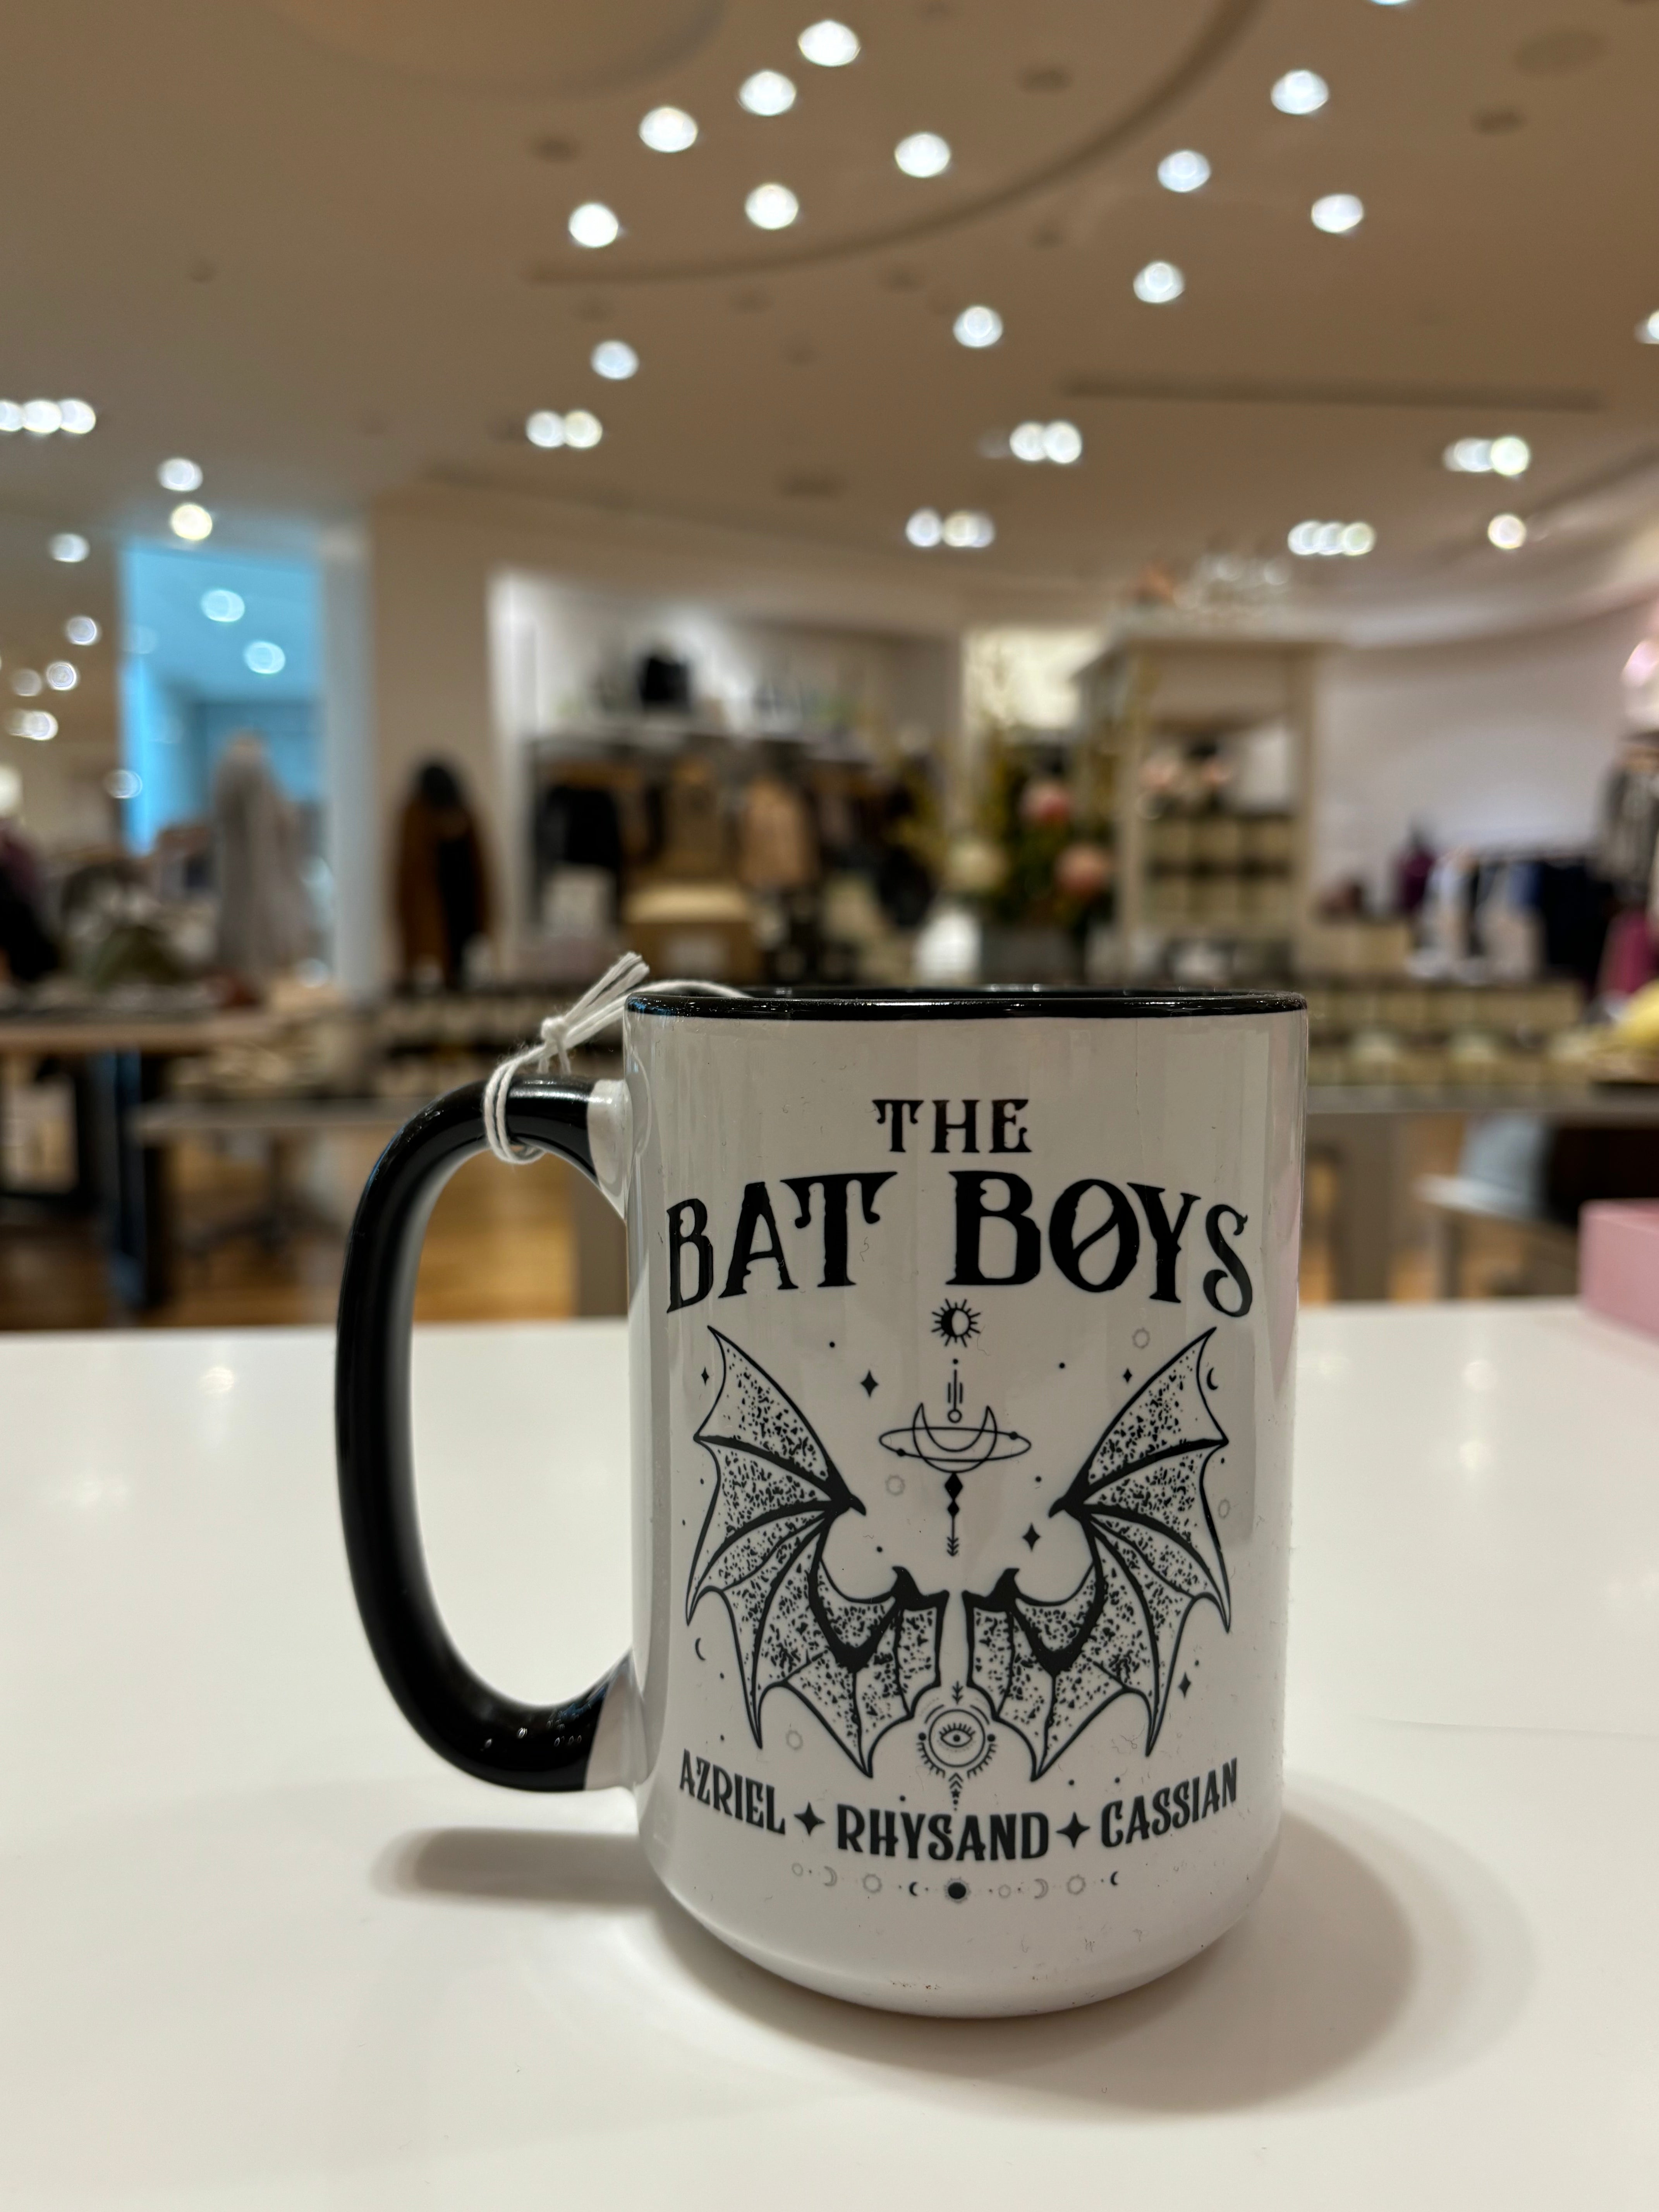 THE
BAT BOYS
AZRIEL ✦ RHYSAND ✦ CASSIAN